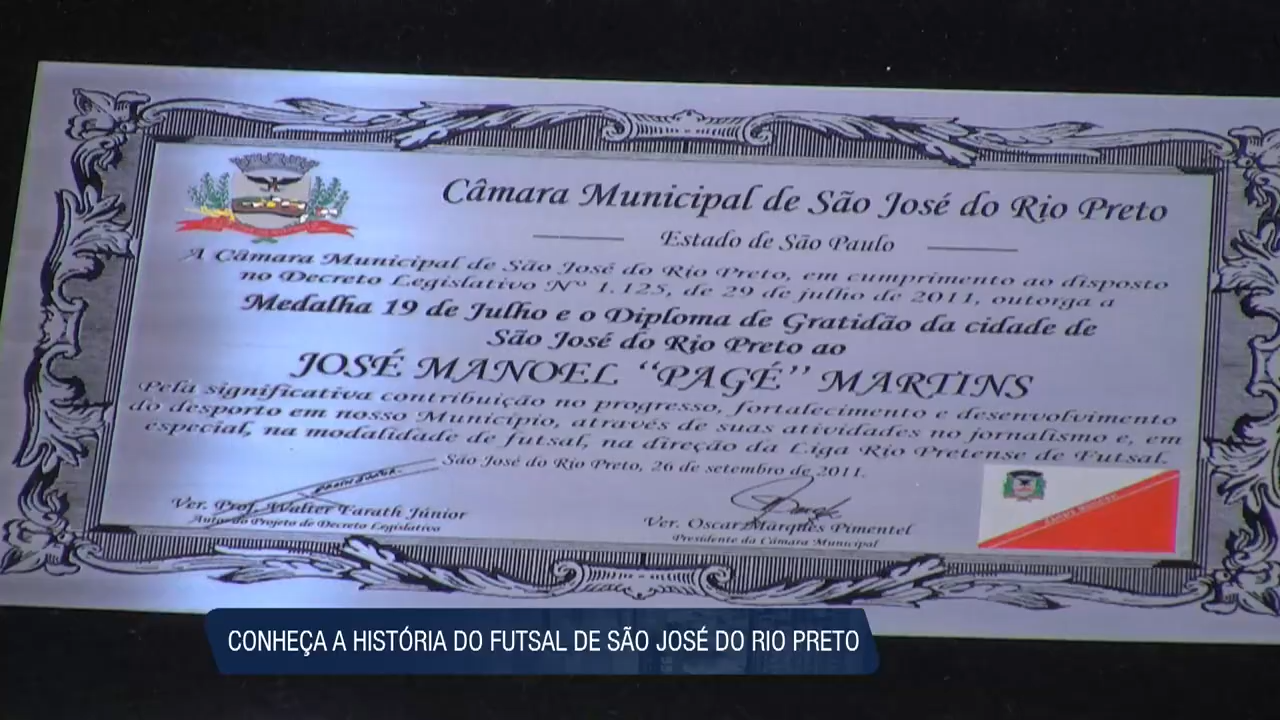 Câmara Municipal de São José do Rio Preto
Estado de São Paulo
A Câmara Municipal de São José do Rio Preto, em cumprimento ao disposto
no Decreto Legislativo Nº 1.125, de 29 de julho de 2011, outorga a
Medalha 19 de Julho e o Diploma de Gratidão da cidade de
São José do Rio Preto ao
JOSÉ MANOEL “PAGÉ” MARTINS
Pela significativa contribuição no progresso, fortalecimento e desenvolvimento
do desporto em nosso Município, através de suas atividades no jornalismo e, em
especial, na modalidade de futsal, na direção da Liga Rio Pretense de Futsal.
São José do Rio Preto, 26 de setembro de 2011.
Ver. Prof. Walter Farath Júnior
Autor do Projeto de Decreto Legislativo
Ver. Oscar Marques Pimentel
Presidente da Câmara Municipal
CONHEÇA A HISTÓRIA DO FUTSAL DE SÃO JOSÉ DO RIO PRETO